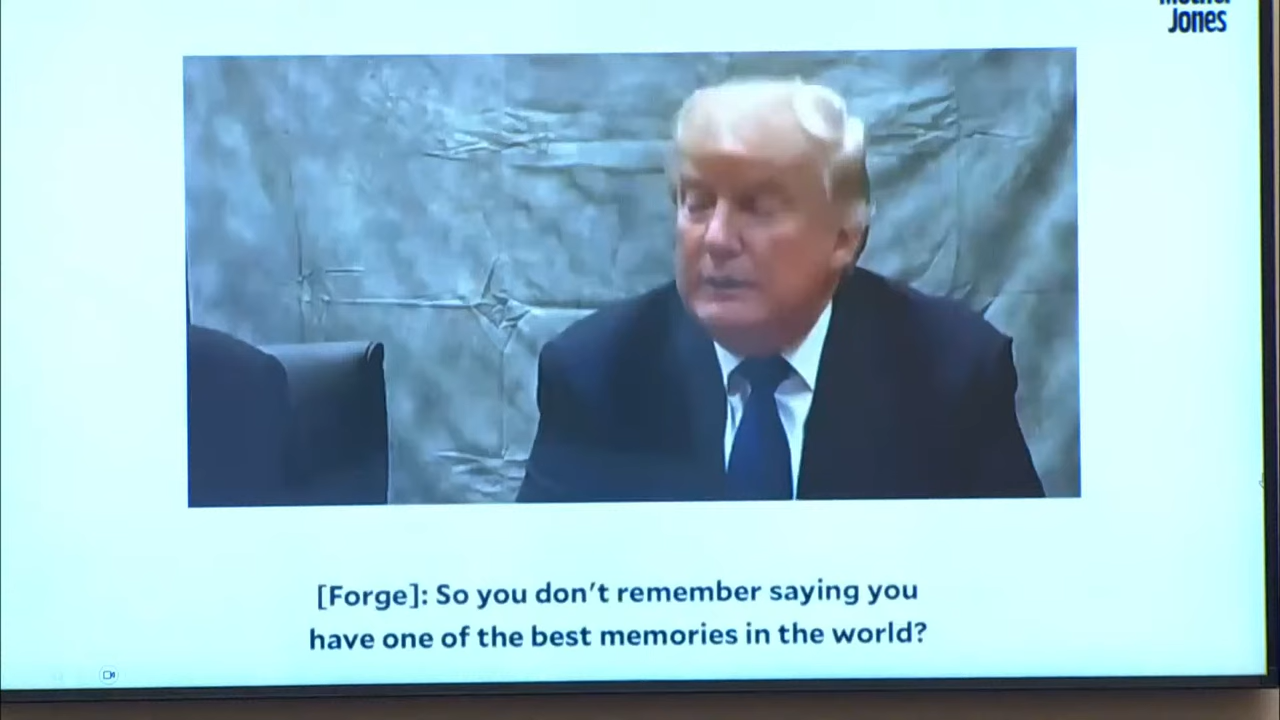 Jones
[Forge]: So you don't remember saying you
have one of the best memories in the world?